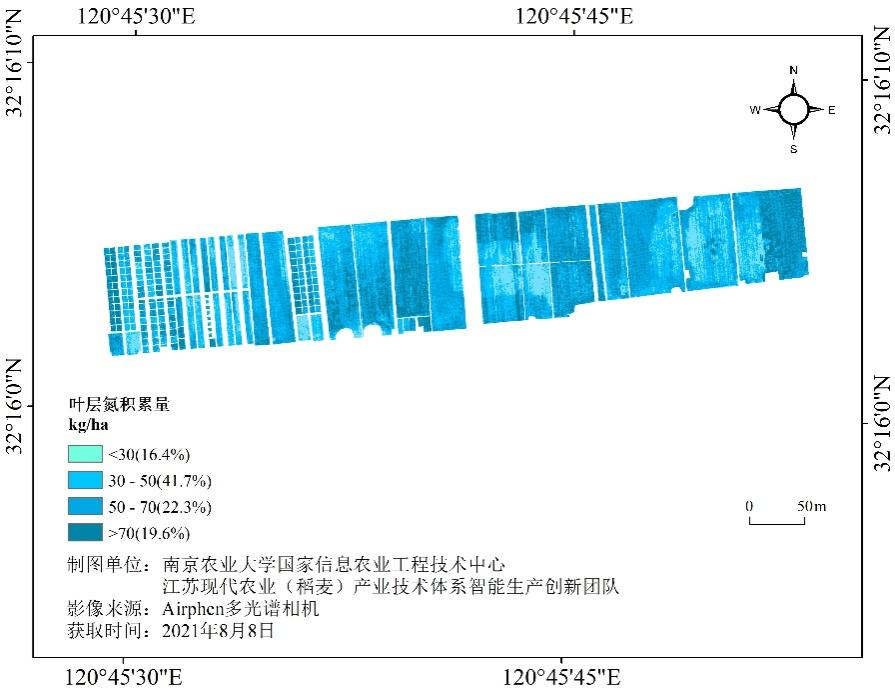 120°45'30"E
120°45'45"E
32°16'10"N
32°16'10"N
N
W
E
S
32°16'0"N
32°16'0"N
叶层氮积累量
kg/ha
<30(16.4%)
30 - 50(41.7%)
50 - 70(22.3%)
>70(19.6%)
0 50m
制图单位：南京农业大学国家信息农业工程技术中心
江苏现代农业（稻麦）产业技术体系智能生产创新团队
影像来源：Airphen多光谱相机
获取时间：2021年8月8日
120°45'30"E
120°45'45"E